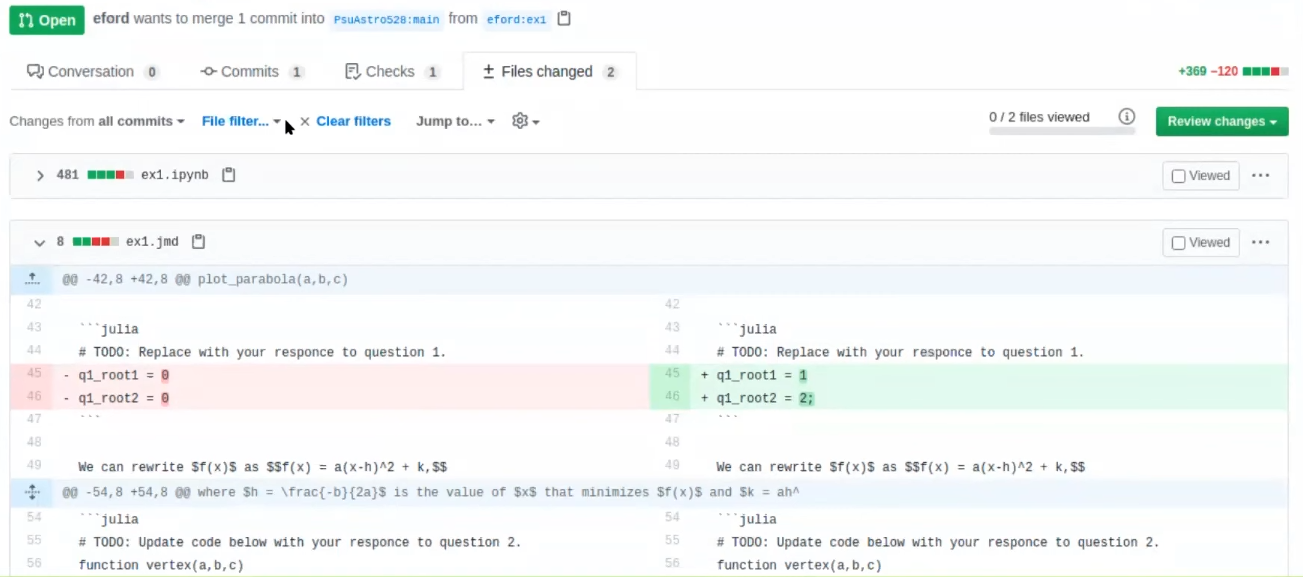 Open eford wants to merge 1 commit into PsuAstro528:main from eford:ex1
Conversation 0 Commits 1 Checks 1 Files changed 2 +369 −120
Changes from all commits File filter... × Clear filters Jump to... 0 / 2 files viewed Review changes
481 ex1.ipynb Viewed ...
8 ex1.jmd Viewed ...
@@ -42,8 +42,8 @@ plot_parabola(a,b,c)
42 42
43 ```julia 43 ```julia
44 # TODO: Replace with your responce to question 1. 44 # TODO: Replace with your responce to question 1.
45 - q1_root1 = 0 45 + q1_root1 = 1
46 - q1_root2 = 0 46 + q1_root2 = 2;
47 ``` 47 ```
48 48
49 We can rewrite $f(x)$ as $$f(x) = a(x-h)^2 + k,$$ 49 We can rewrite $f(x)$ as $$f(x) = a(x-h)^2 + k,$$
@@ -54,8 +54,8 @@ where $h = \frac{-b}{2a}$ is the value of $x$ that minimizes $f(x)$ and $k = ah^
54 ```julia 54 ```julia
55 # TODO: Update code below with your responce to question 2. 55 # TODO: Update code below with your responce to question 2.
56 function vertex(a,b,c) 56 function vertex(a,b,c)